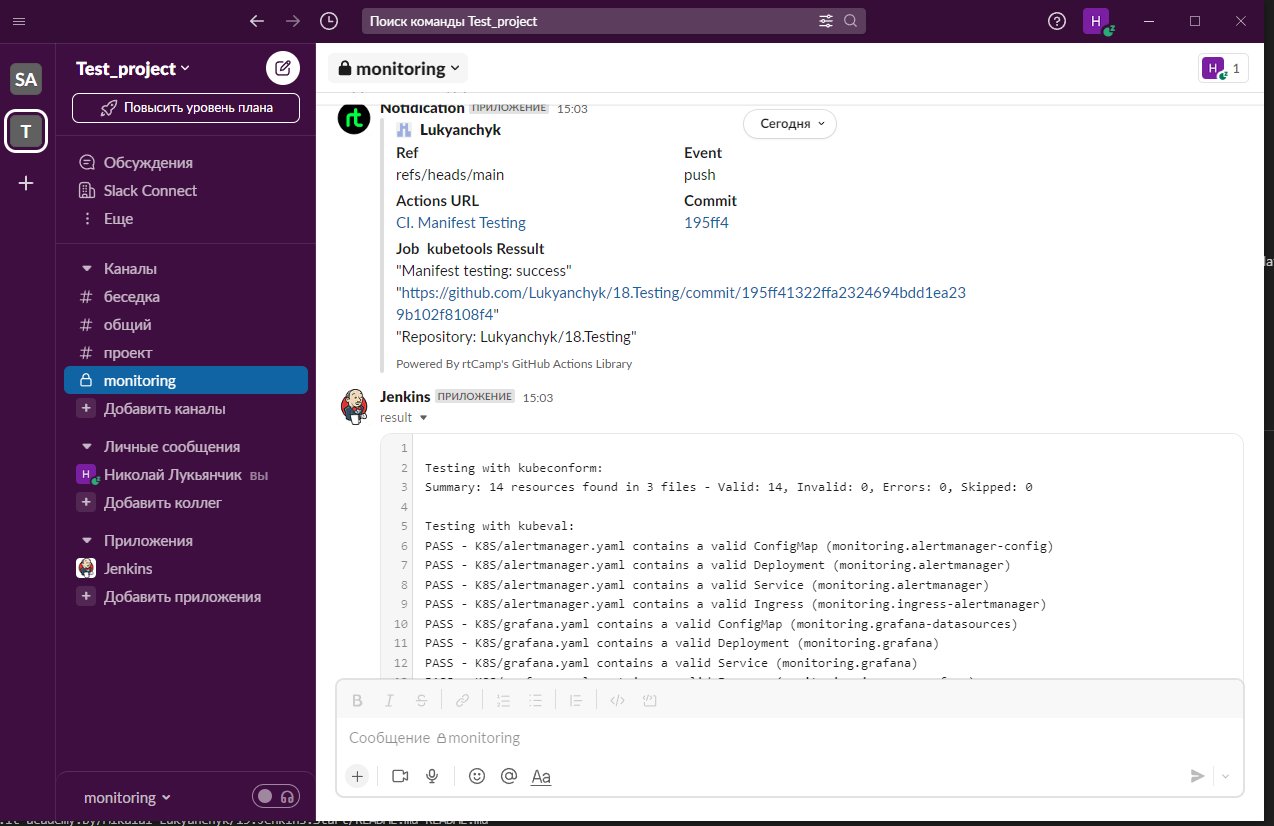 Поиск команды Test_project
H
SA
T
Test_project
Повысить уровень плана
Обсуждения
Slack Connect
Еще
Каналы
# беседка
# общий
# проект
monitoring
+ Добавить каналы
Личные сообщения
H Николай Лукьянчик вы
+ Добавить коллег
Приложения
Jenkins
+ Добавить приложения
monitoring
monitoring
H 1
Notidication ПРИЛОЖЕНИЕ 15:03
Сегодня
Lukyanchyk
Ref
Event
refs/heads/main
push
Actions URL
Commit
CI. Manifest Testing
195ff4
Job kubetools Ressult
"Manifest testing: success"
"https://github.com/Lukyanchyk/18.Testing/commit/195ff41322ffa2324694bdd1ea23
9b102f8108f4"
"Repository: Lukyanchyk/18.Testing"
Powered By rtCamp's GitHub Actions Library
Jenkins ПРИЛОЖЕНИЕ 15:03
result
1
2 Testing with kubeconform:
3 Summary: 14 resources found in 3 files - Valid: 14, Invalid: 0, Errors: 0, Skipped: 0
4
5 Testing with kubeval:
6 PASS - K8S/alertmanager.yaml contains a valid ConfigMap (monitoring.alertmanager-config)
7 PASS - K8S/alertmanager.yaml contains a valid Deployment (monitoring.alertmanager)
8 PASS - K8S/alertmanager.yaml contains a valid Service (monitoring.alertmanager)
9 PASS - K8S/alertmanager.yaml contains a valid Ingress (monitoring.ingress-alertmanager)
10 PASS - K8S/grafana.yaml contains a valid ConfigMap (monitoring.grafana-datasources)
11 PASS - K8S/grafana.yaml contains a valid Deployment (monitoring.grafana)
12 PASS - K8S/grafana.yaml contains a valid Service (monitoring.grafana)
B I S
Сообщение monitoring
Aa